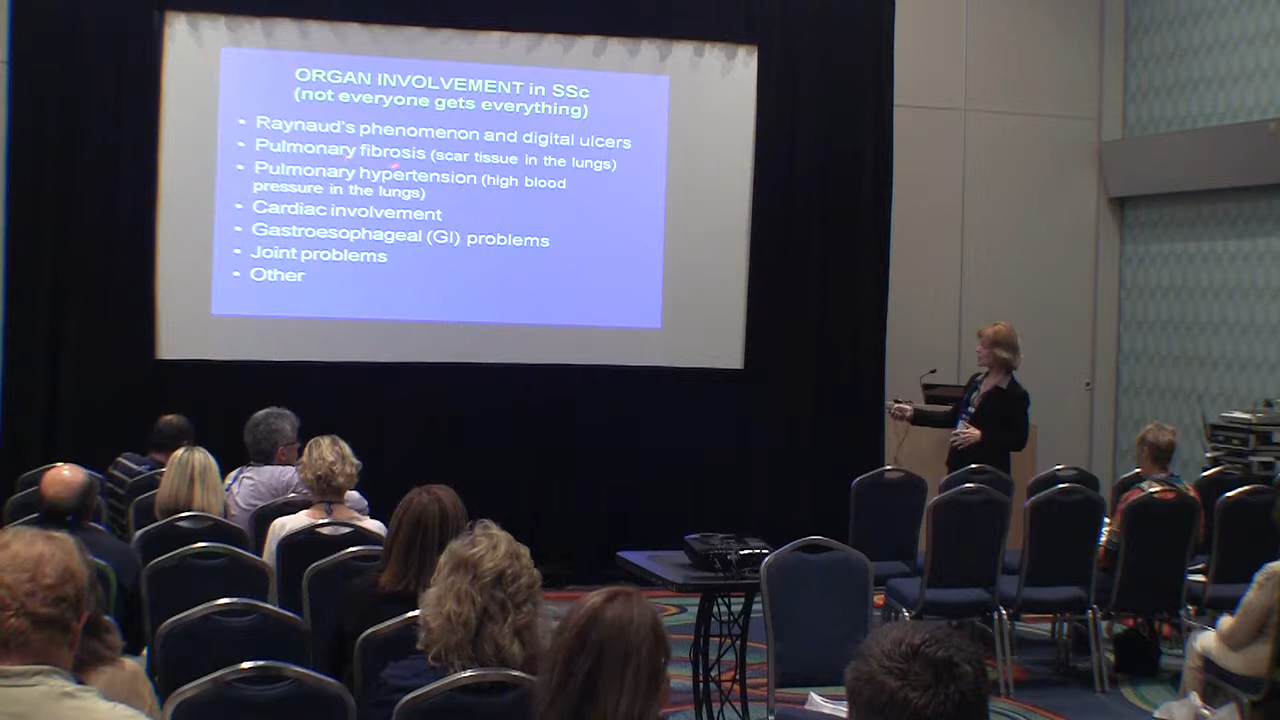 ORGAN INVOLVEMENT in SSc
(not everyone gets everything)
• Raynaud's phenomenon and digital ulcers
• Pulmonary fibrosis (scar tissue in the lungs)
• Pulmonary hypertension (high blood
pressure in the lungs)
• Cardiac involvement
• Gastroesophageal (GI) problems
• Joint problems
• Other